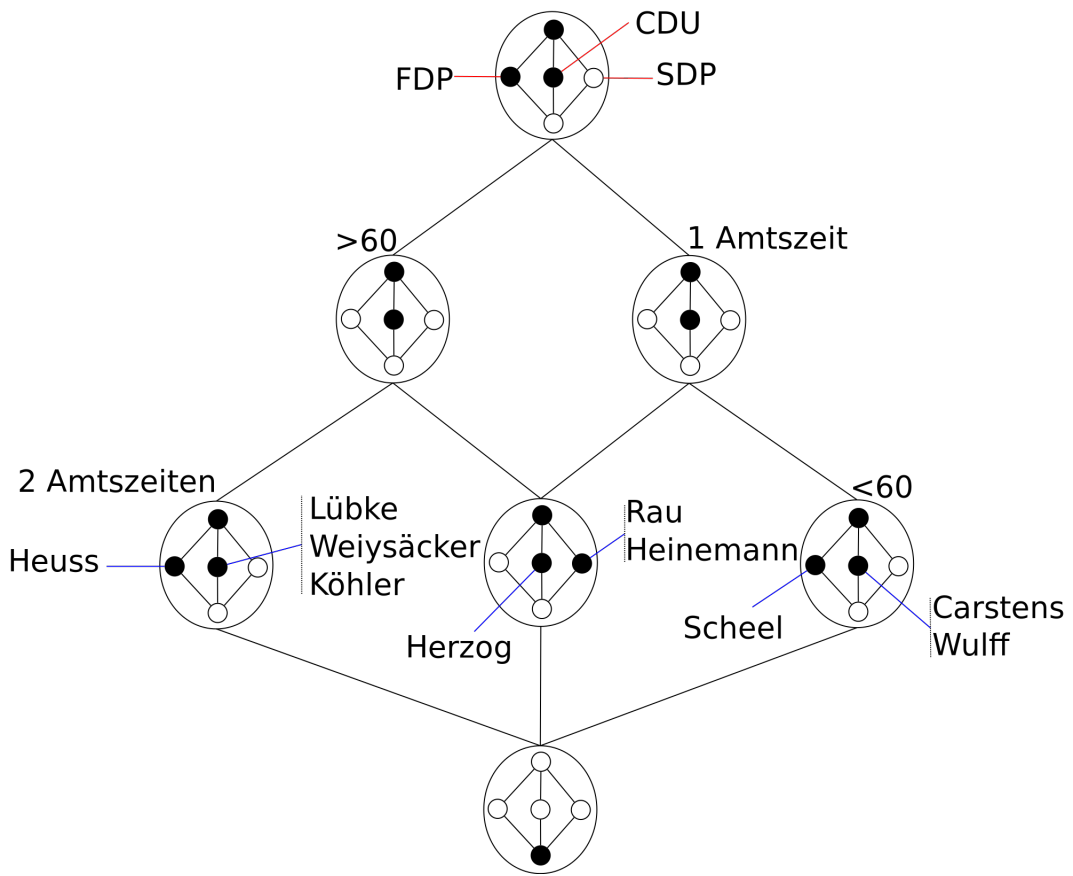 CDU
FDP
SDP
>60
1 Amtszeit
2 Amtszeiten
<60
Heuss
Lübke
Weiysäcker
Köhler
Rau
Heinemann
Herzog
Scheel
Carstens
Wulff